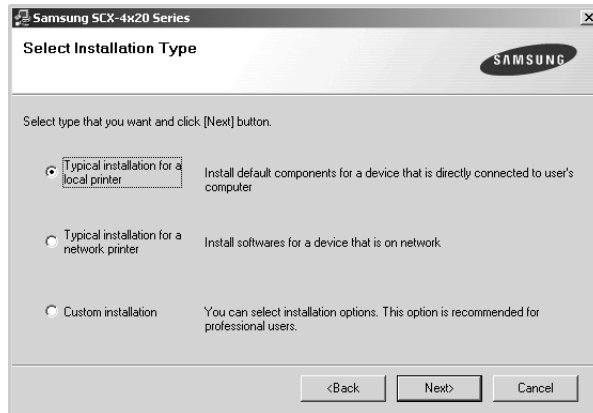 Samsung SCX-4x20 Series
Select Installation Type
SAMSUNG
Select type that you want and click [Next] button.
Typical installation for a
local printer
Install default components for a device that is directly connected to user's
computer
Typical installation for a
network printer
Install softwares for a device that is on network
Custom installation
You can select installation options. This option is recommended for
professional users.
<Back
Next>
Cancel